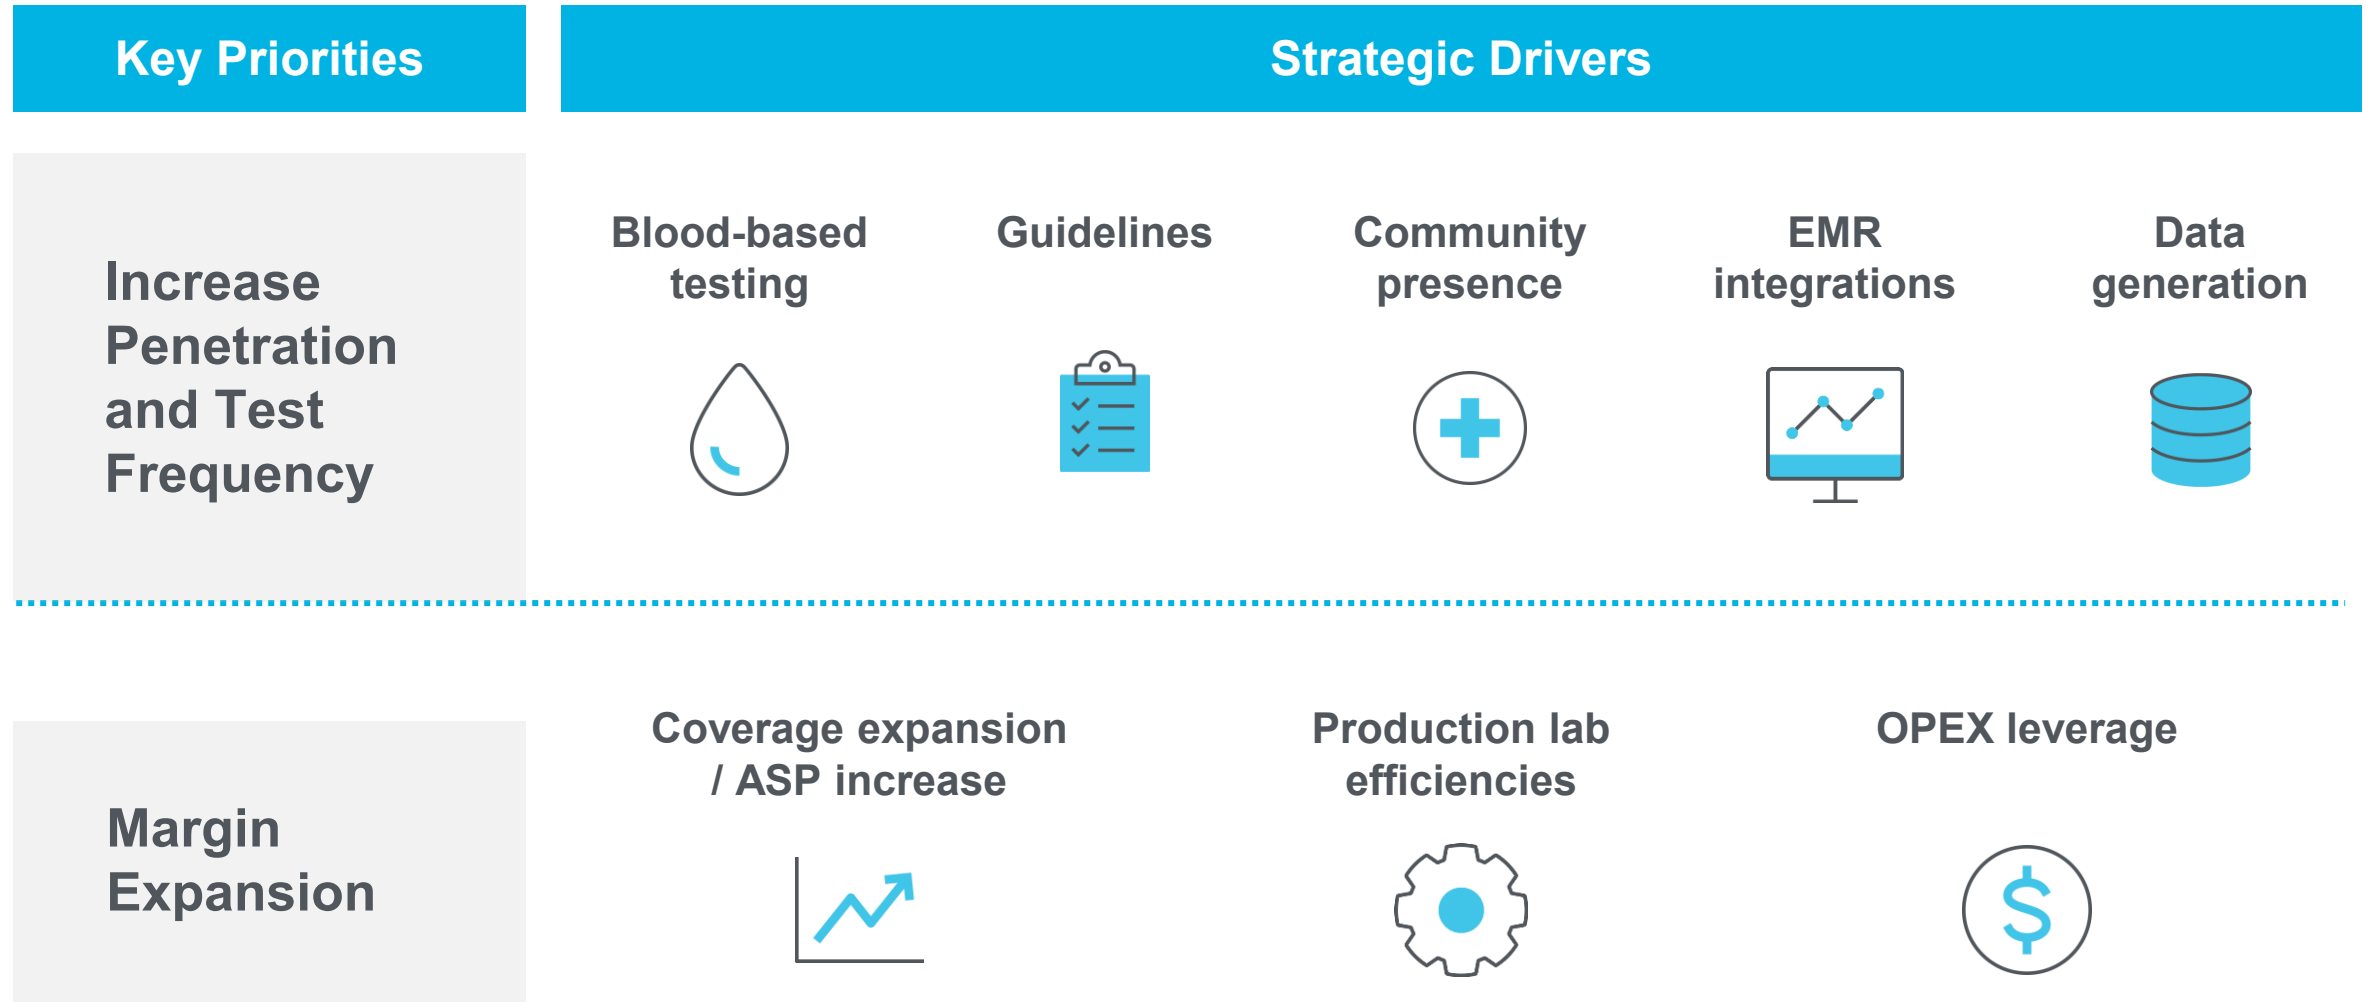 Key Priorities
Strategic Drivers
Increase
Penetration
and Test
Frequency
Blood-based
testing
Guidelines
Community
presence
EMR
integrations
Data
generation
Margin
Expansion
Coverage expansion
/ ASP increase
Production lab
efficiencies
OPEX leverage
$